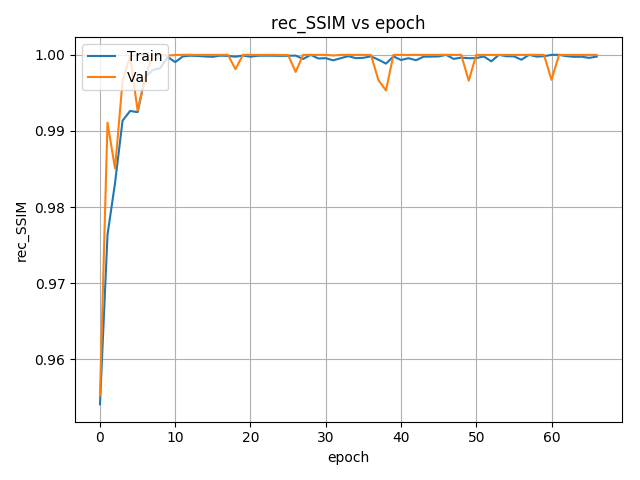 rec_SSIM vs epoch
1.00
0.99
0.98
0.97
0.96
rec_SSIM
Train
Val
0 10 20 30 40 50 60
epoch